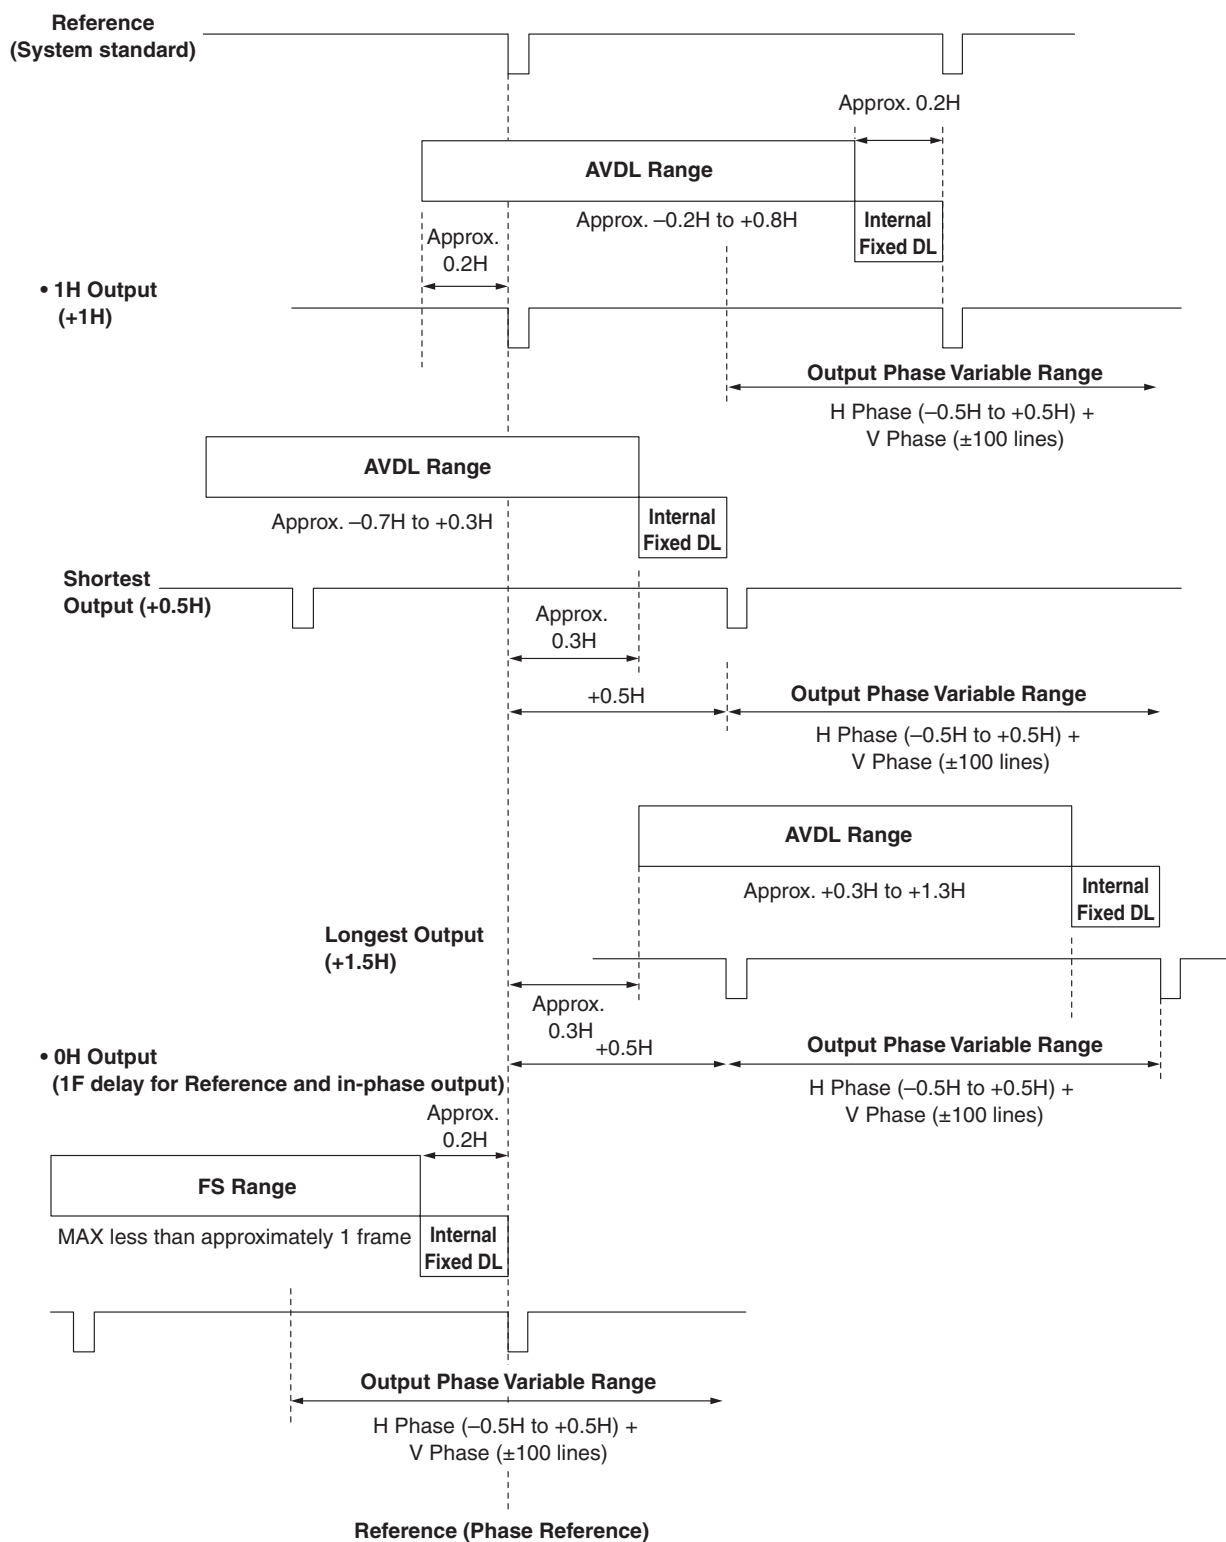 Reference
(System standard)
Approx. 0.2H
AVDL Range
Approx. –0.2H to +0.8H
Internal
Fixed DL
Approx.
0.2H
• 1H Output
(+1H)
Output Phase Variable Range
H Phase (–0.5H to +0.5H) +
V Phase (±100 lines)
AVDL Range
Approx. –0.7H to +0.3H
Internal
Fixed DL
Shortest
Output (+0.5H)
Approx.
0.3H
+0.5H
Output Phase Variable Range
H Phase (–0.5H to +0.5H) +
V Phase (±100 lines)
AVDL Range
Approx. +0.3H to +1.3H
Internal
Fixed DL
Longest Output
(+1.5H)
Approx.
0.3H
+0.5H
Output Phase Variable Range
H Phase (–0.5H to +0.5H) +
V Phase (±100 lines)
• 0H Output
(1F delay for Reference and in-phase output)
Approx.
0.2H
FS Range
MAX less than approximately 1 frame
Internal
Fixed DL
Output Phase Variable Range
H Phase (–0.5H to +0.5H) +
V Phase (±100 lines)
Reference (Phase Reference)